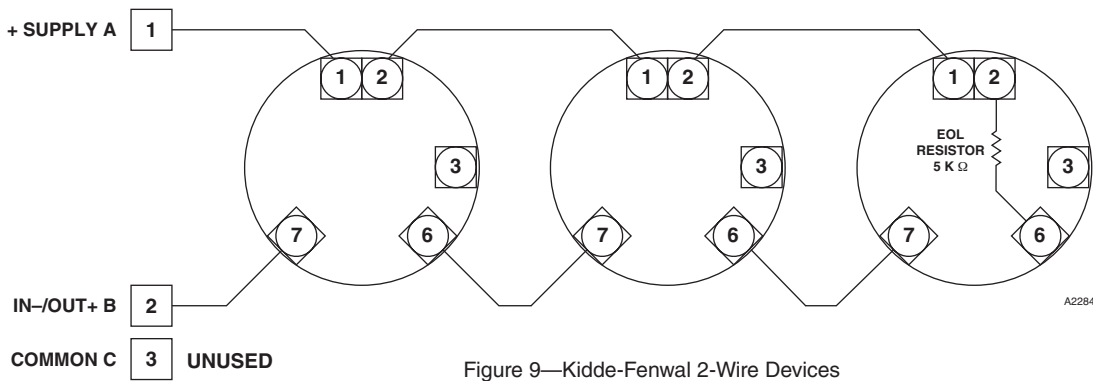 + SUPPLY A 1
1 2 1 2 1 2
EOL
RESISTOR
5 K Ω
3 3 3
7 6 7 6 7 6
IN–/OUT+ B 2
A2284
COMMON C 3 UNUSED
Figure 9—Kidde-Fenwal 2-Wire Devices